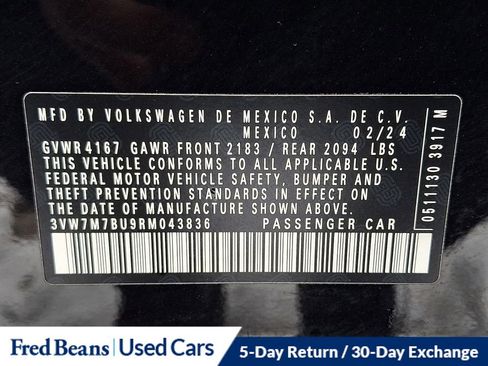 MFD BY VOLKSWAGEN DE MEXICO S.A. DE C.V.
MEXICO 02/24
GVWR 4167 GAWR FRONT 2183 / REAR 2094 LBS
THIS VEHICLE CONFORMS TO ALL APPLICABLE U.S.
FEDERAL MOTOR VEHICLE SAFETY, BUMPER AND
THEFT PREVENTION STANDARDS IN EFFECT ON
THE DATE OF MANUFACTURE SHOWN ABOVE.
3VW7M7BU9RM043836 PASSENGER CAR
0511130 3917 M
Fred Beans Used Cars
5-Day Return / 30-Day Exchange